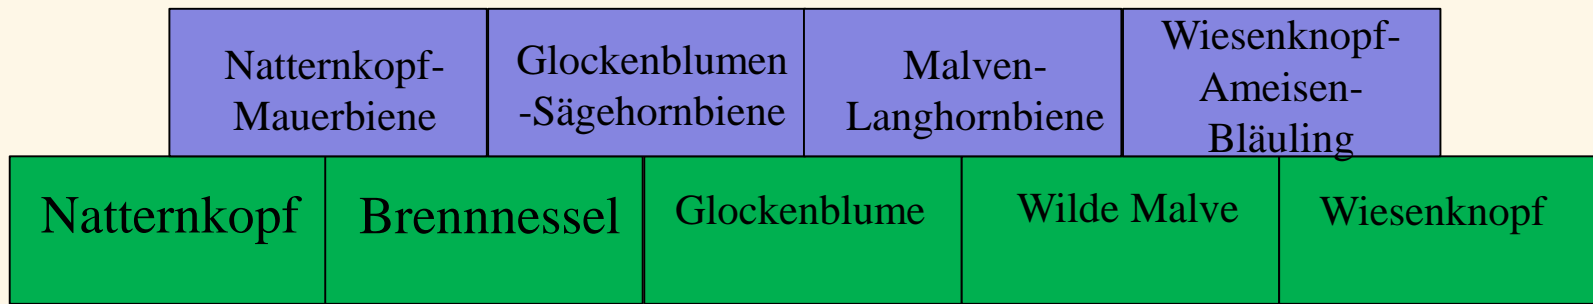 Natternkopf-
Mauerbiene
Glockenblumen
-Sägehornbiene
Malven-
Langhornbiene
Wiesenknopf-
Ameisen-
Bläuling
Natternkopf
Brennnessel
Glockenblume
Wilde Malve
Wiesenknopf